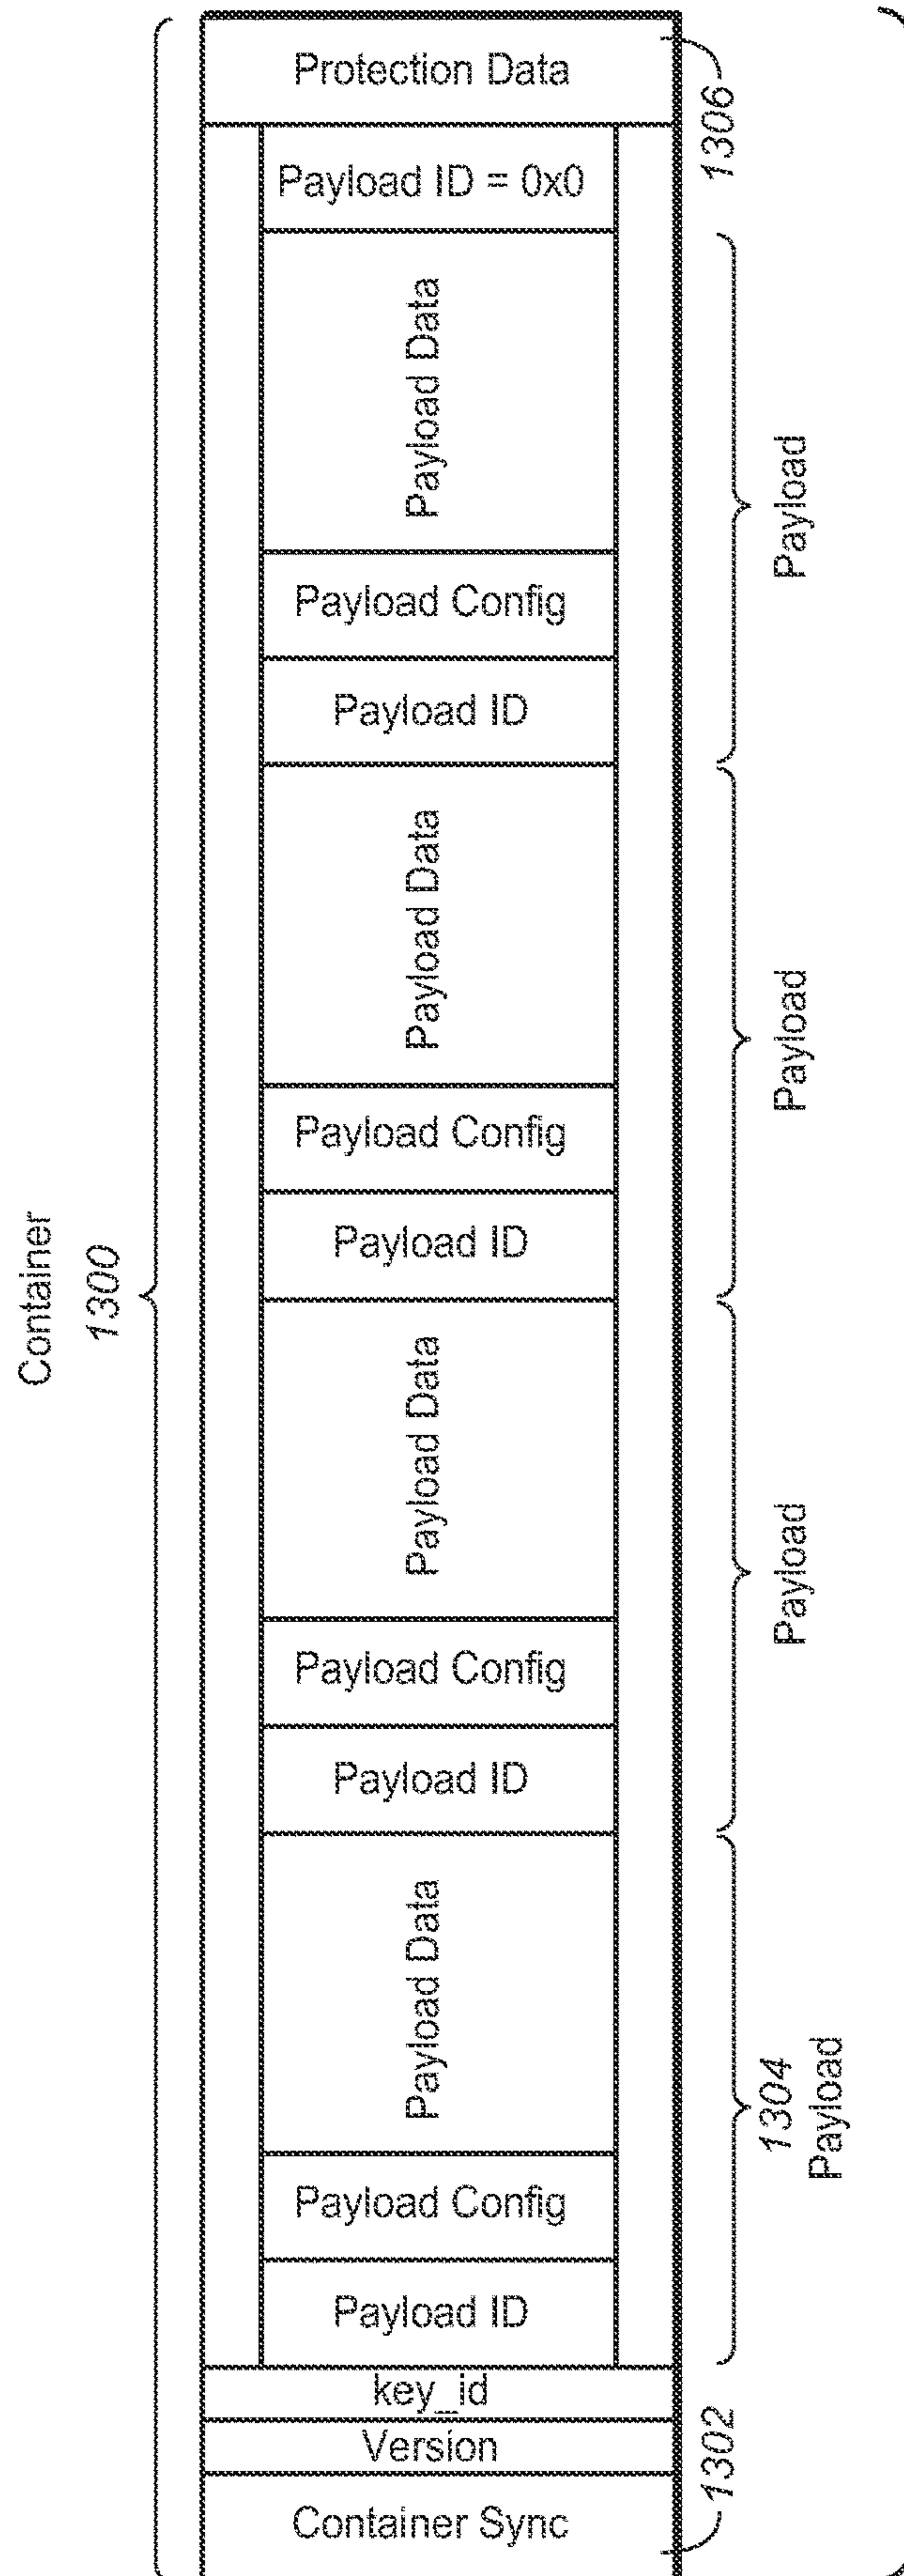 Container
1300
Protection Data
1306
Payload ID = 0x0
Payload Data
Payload
Payload Config
Payload ID
Payload Data
Payload
Payload Config
Payload ID
Payload Data
Payload
Payload Config
Payload ID
Payload Data
1304
Payload
Payload Config
Payload ID
key_id
Version
1302
Container Sync